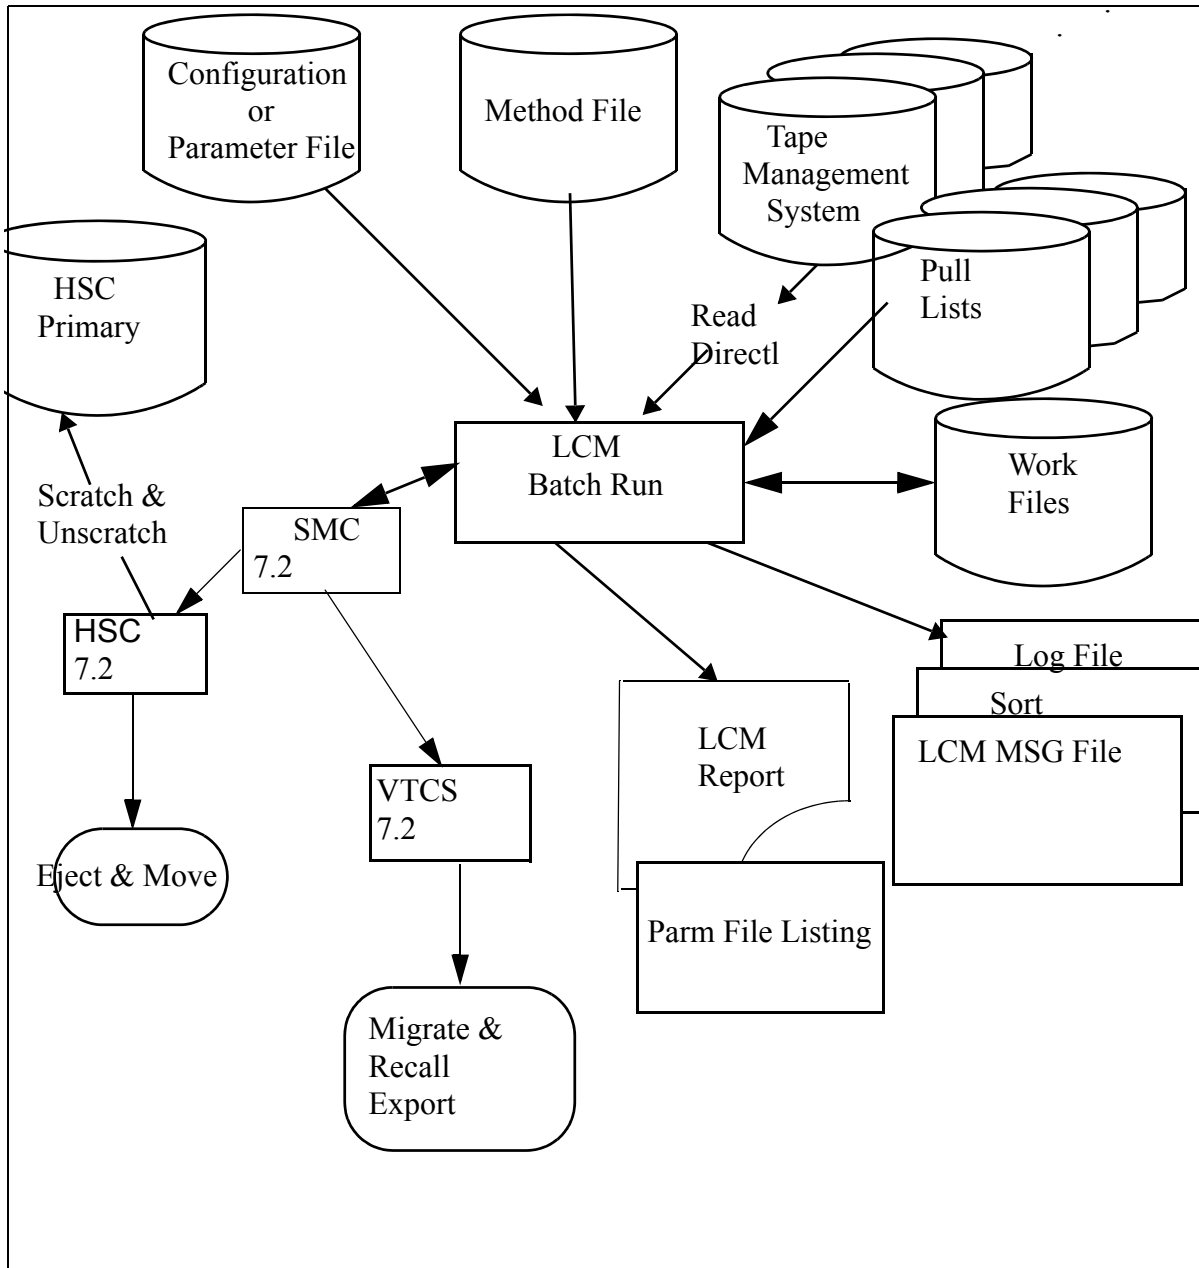 Configuration
or
Parameter File
Method File
Tape
Management
System
HSC
Primary
Pull
Lists
Read
Directl
LCM
Batch Run
Work
Files
Scratch &
Unscratch
SMC
7.2
HSC
7.2
Log File
Sort
LCM MSG File
LCM
Report
VTCS
7.2
Eject & Move
Parm File Listing
Migrate &
Recall
Export